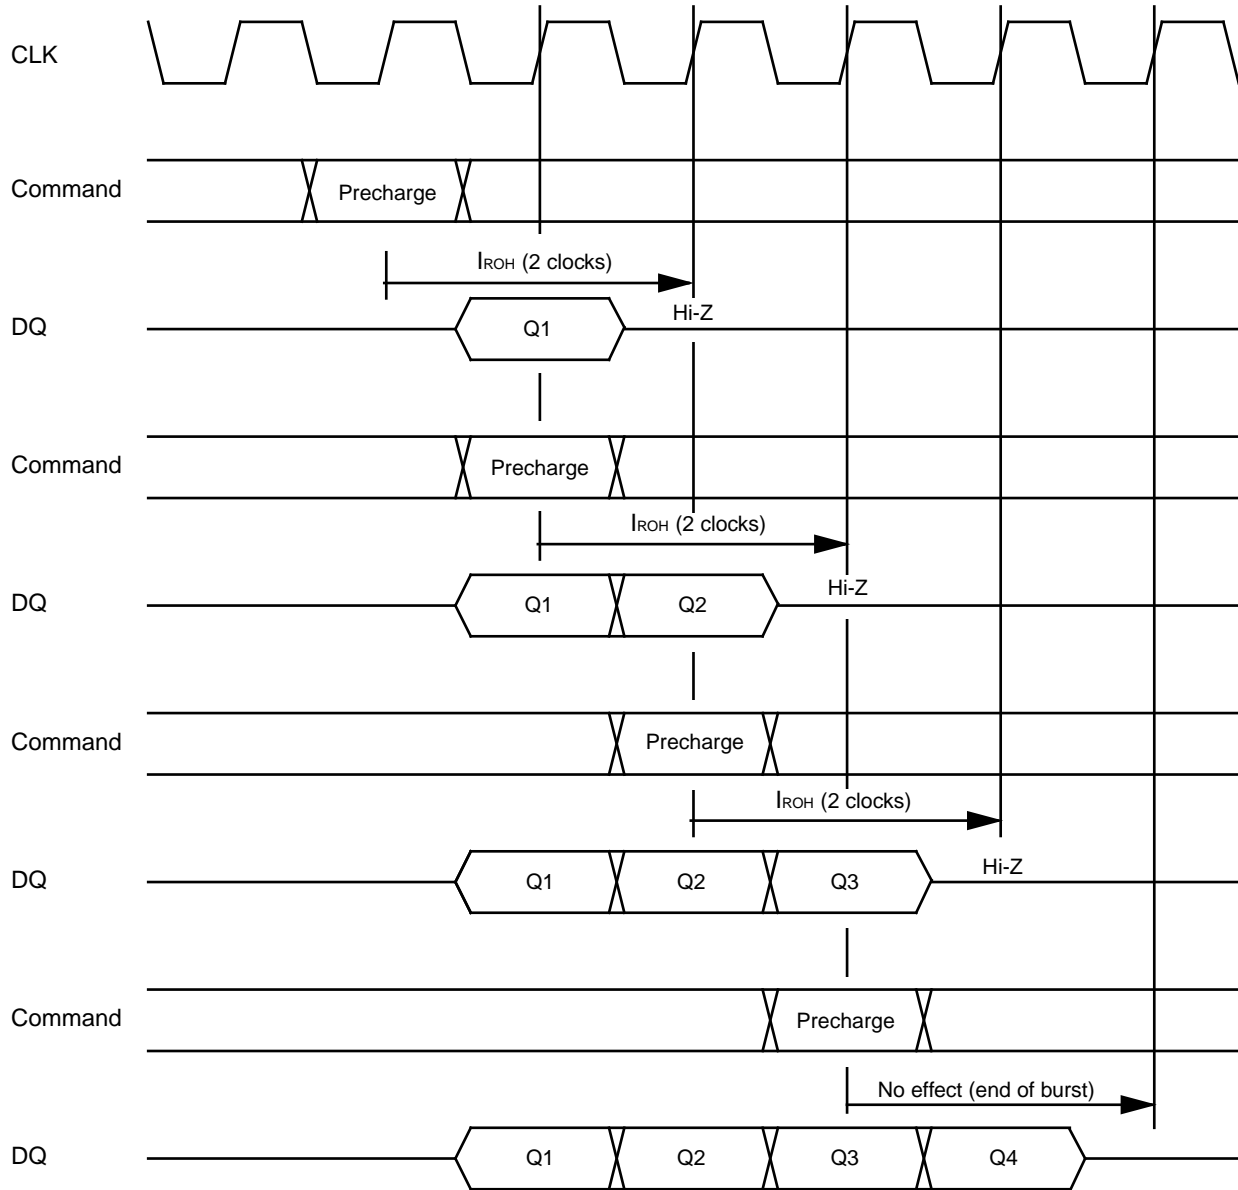 CLK
Command Precharge
IROH (2 clocks)
DQ Q1 Hi-Z
Command Precharge
IROH (2 clocks)
DQ Q1 Q2 Hi-Z
Command Precharge
IROH (2 clocks)
DQ Q1 Q2 Q3 Hi-Z
Command Precharge
No effect (end of burst)
DQ Q1 Q2 Q3 Q4